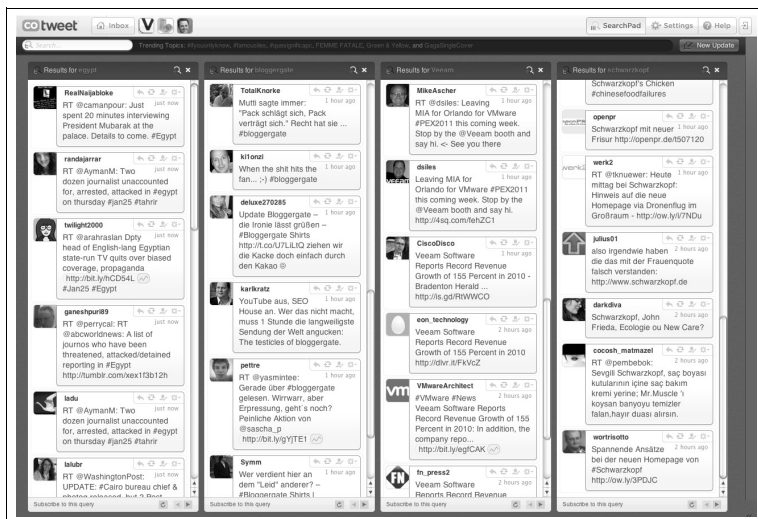 cotweet
Inbox
SearchPad
Settings
Help
Search...
Trending Topics: #ifyouonlyknew, #famouslies, #quesignificapc, FEMME FATALE, Green & Yellow, and GagaSingleCover
New Update
Results for egypt
RealNaijabloke
RT @camanpour: Just
just now
spent 20 minutes interviewing
President Mubarak at the
palace. Details to come. #Egypt
randajarrar
RT @AymanM: Two
just now
dozen journalist unaccounted
for, arrested, attacked in #egypt
on thursday #jan25 #tahrir
twilight2000
RT @arahraslan Dpty
just now
head of English-lang Egyptian
state-run TV quits over biased
coverage, propaganda
http://bit.ly/hCD54L
#Jan25 #Egypt
ganeshpuri89
RT @perrycal: RT
just now
@abcworldnews: A list of
journos who have been
threatened, attacked/detained
reporting in #Egypt
http://tumblr.com/xex1f3b12h
ladu
RT @AymanM: Two
just now
dozen journalist unaccounted
for, arrested, attacked in #egypt
on thursday #jan25 #tahrir
lalubr
RT @WashingtonPost:
just now
UPDATE: #Cairo bureau chief &
photog released, but 2 Post
Subscribe to this query
Results for bloggergate
TotalKnorke
Mutti sagte immer:
1 hour ago
"Pack schlägt sich, Pack
verträgt sich." Recht hat sie ...
#bloggergate
ki1onzi
When the shit hits the
1 hour ago
fan... ;-) #bloggergate
deluxe270285
Update Bloggergate –
1 hour ago
die Ironie lässt grüßen –
#Bloggergate Shirts
http://t.co/U7LiLtQ ziehen wir
die Kacke doch einfach durch
den Kakao ☺
karlkratz
YouTube aus, SEO
1 hour ago
House an. Wer das nicht macht,
muss 1 Stunde die langweiligste
Sendung der Welt angucken:
The testicles of bloggergate.
pettre
RT @yasmintee:
1 hour ago
Gerade über #bloggergate
gelesen. Wirrwarr, aber
Erpressung, geht´s noch?
Peinliche Aktion von
@sascha_p
http://bit.ly/gYjTE1
Symm
Wer verdient hier an
1 hour ago
dem "Leid" anderer? –
#Bloggergate Shirts |
Subscribe to this query
Results for Veeam
MikeAscher
RT @dsiles: Leaving
1 hour ago
MIA for Orlando for VMware
#PEX2011 this coming week.
Stop by the @Veeam booth and
say hi. <- See you there
dsiles
Leaving MIA for
1 hour ago
Orlando for VMware #PEX2011
this coming week. Stop by the
@Veeam booth and say hi.
http://4sq.com/fehZC1
CiscoDisco
Veeam Software
1 hour ago
Reports Record Revenue
Growth of 155 Percent in 2010 -
Bradenton Herald ...
http://is.gd/RtWWCO
eon_technology
Veeam Software
2 hours ago
Reports Record Revenue
Growth of 155 Percent in 2010
http://dlvr.it/FkVcZ
VMwareArchitect
#VMware #News
2 hours ago
Veeam Software Reports
Record Revenue Growth of 155
Percent in 2010: In addition, the
company repo...
http://bit.ly/egfCAK
fn_press2
Veeam Software
2 hours ago
Reports Record Revenue
Subscribe to this query
Results for schwarzkopf
Schwarzkopf's Chicken
#chinesefoodfailures
openpr
Schwarzkopf mit neuer
1 hour ago
Frisur http://openpr.de/t507120
werk2
RT @tknuewer: Heute
1 hour ago
mittag bei Schwarzkopf:
Hinweis auf die neue
Homepage via Dronenflug im
Großraum - http://ow.ly/i/7NDu
julius01
also irgendwie haben
2 hours ago
die das mit der Frauenquote
falsch verstanden:
http://www.schwarzkopf.de
darkdiva
Schwarzkopf, John
2 hours ago
Frieda, Ecologie ou New Care?
cocosh_matmazel
RT @pembebok:
2 hours ago
Sevgili Schwarzkopf, saç boyası
kutularının içine saç bakım
kremi yerine; Mr.Muscle 'ı
koysan banyoyu temizler
falan,hayır duası alırsın.
wortrisotto
Spannende Ansätze
2 hours ago
bei der neuen Homepage von
#Schwarzkopf
http://ow.ly/3PDJC
Subscribe to this query